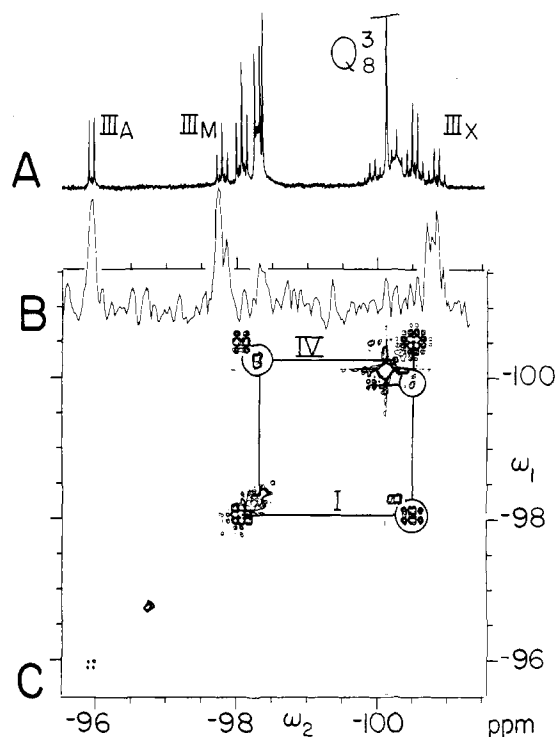 Q 3 8
III A
III M
III X
A
B
IV
-100
ω1
I
-98
-96
C
-96
-98
ω2
-100
ppm